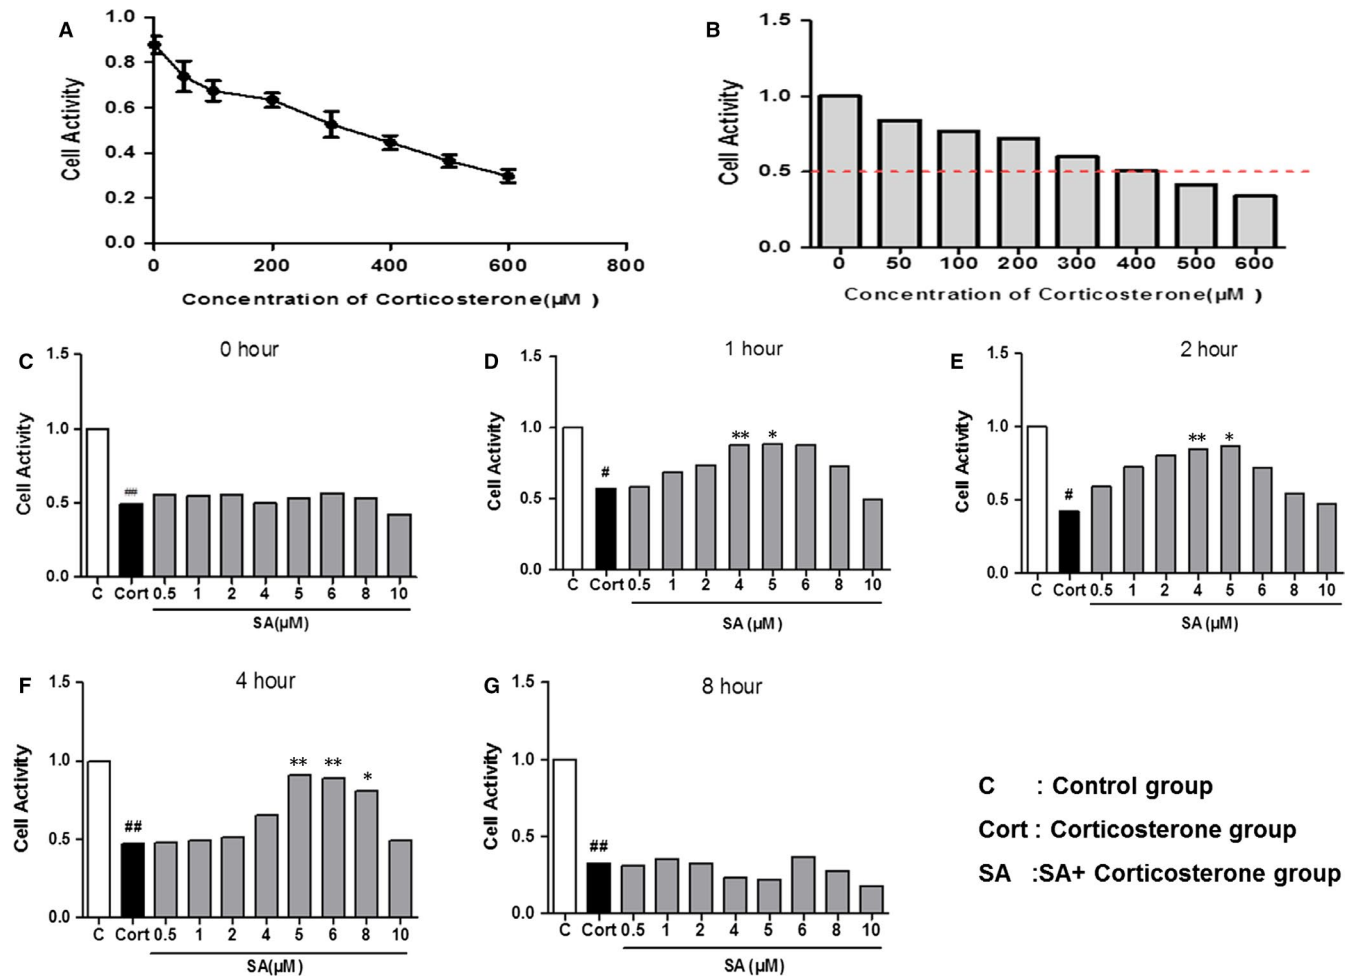 A
1.0
0.8
0.6
0.4
0.2
0.0
Cell Activity
0 200 400 600 800
Concentration of Corticosterone(µM )
B
1.5
1.0
0.5
0.0
Cell Activity
0 50 100 200 300 400 500 600
Concentration of Corticosterone(µM )
C
0 hour
1.5
1.0
0.5
0.0
Cell Activity
##
C Cort 0.5 1 2 4 5 6 8 10
SA(µM)
D
1 hour
1.5
1.0
0.5
0.0
Cell Activity
#
** *
C Cort 0.5 1 2 4 5 6 8 10
SA (µM)
E
2 hour
1.5
1.0
0.5
0.0
Cell Activity
#
** *
C Cort 0.5 1 2 4 5 6 8 10
SA (µM)
F
4 hour
1.5
1.0
0.5
0.0
Cell Activity
##
** ** *
C Cort 0.5 1 2 4 5 6 8 10
SA(µM)
G
8 hour
1.5
1.0
0.5
0.0
Cell Activity
##
C Cort 0.5 1 2 4 5 6 8 10
SA (µM)
C : Control group
Cort : Corticosterone group
SA :SA+ Corticosterone group